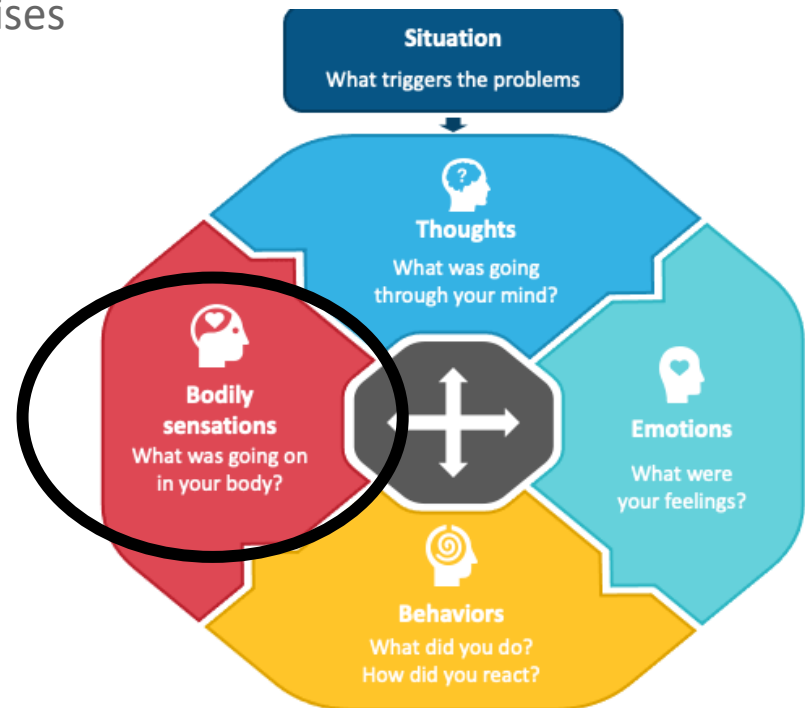 Situation
What triggers the problems
?
Thoughts
What was going
through your mind?
Bodily
sensations
What was going on
in your body?
Emotions
What were
your feelings?
Behaviors
What did you do?
How did you react?